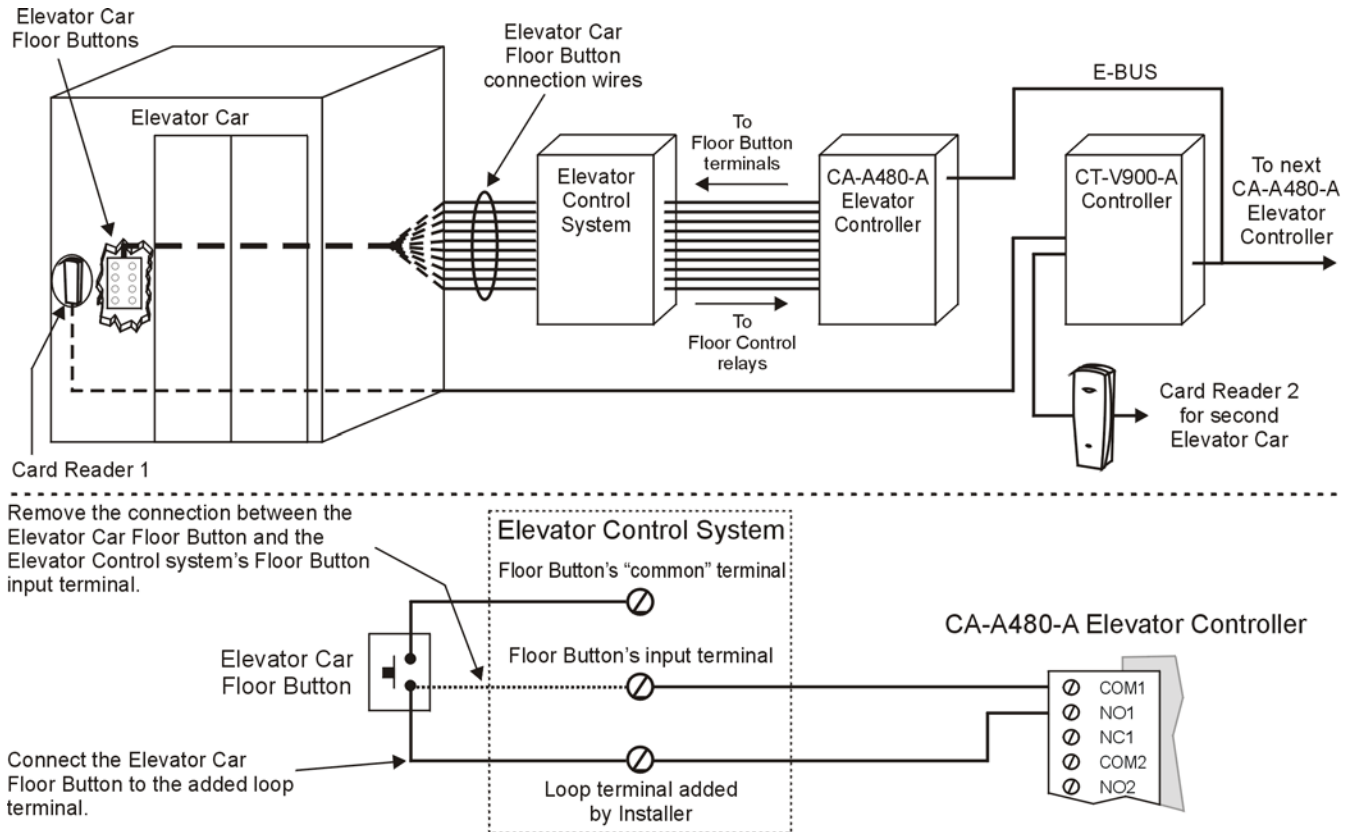 Elevator Car
Floor Buttons
Elevator Car
Floor Button
connection wires
E-BUS
Elevator Car
To
Floor Button
terminals
Elevator
Control
System
CA-A480-A
Elevator
Controller
CT-V900-A
Controller
To next
CA-A480-A
Elevator
Controller
To
Floor Control
relays
Card Reader 2
for second
Elevator Car
Card Reader 1
Remove the connection between the
Elevator Car Floor Button and the
Elevator Control system's Floor Button
input terminal.
Elevator Control System
Floor Button's “common” terminal
CA-A480-A Elevator Controller
Elevator Car
Floor Button
Floor Button's input terminal
COM1
NO1
NC1
COM2
NO2
Connect the Elevator Car
Floor Button to the added loop
terminal.
Loop terminal added
by Installer